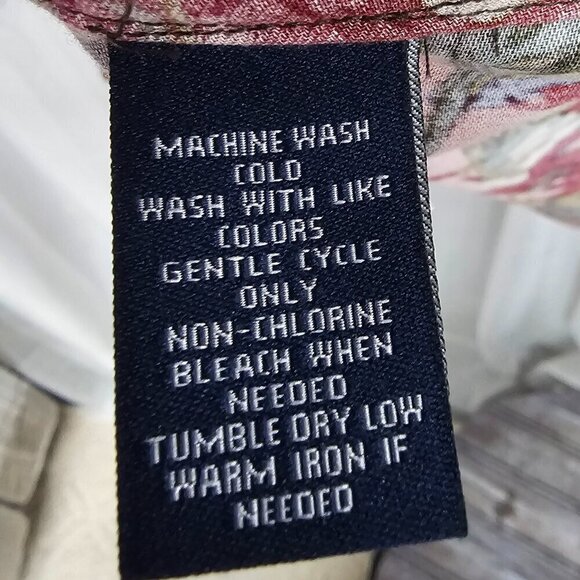 MACHINE WASH
COLD
WASH WITH LIKE
COLORS
GENTLE CYCLE
ONLY
NON-CHLORINE
BLEACH WHEN
NEEDED
TUMBLE DRY LOW
WARM IRON IF
NEEDED